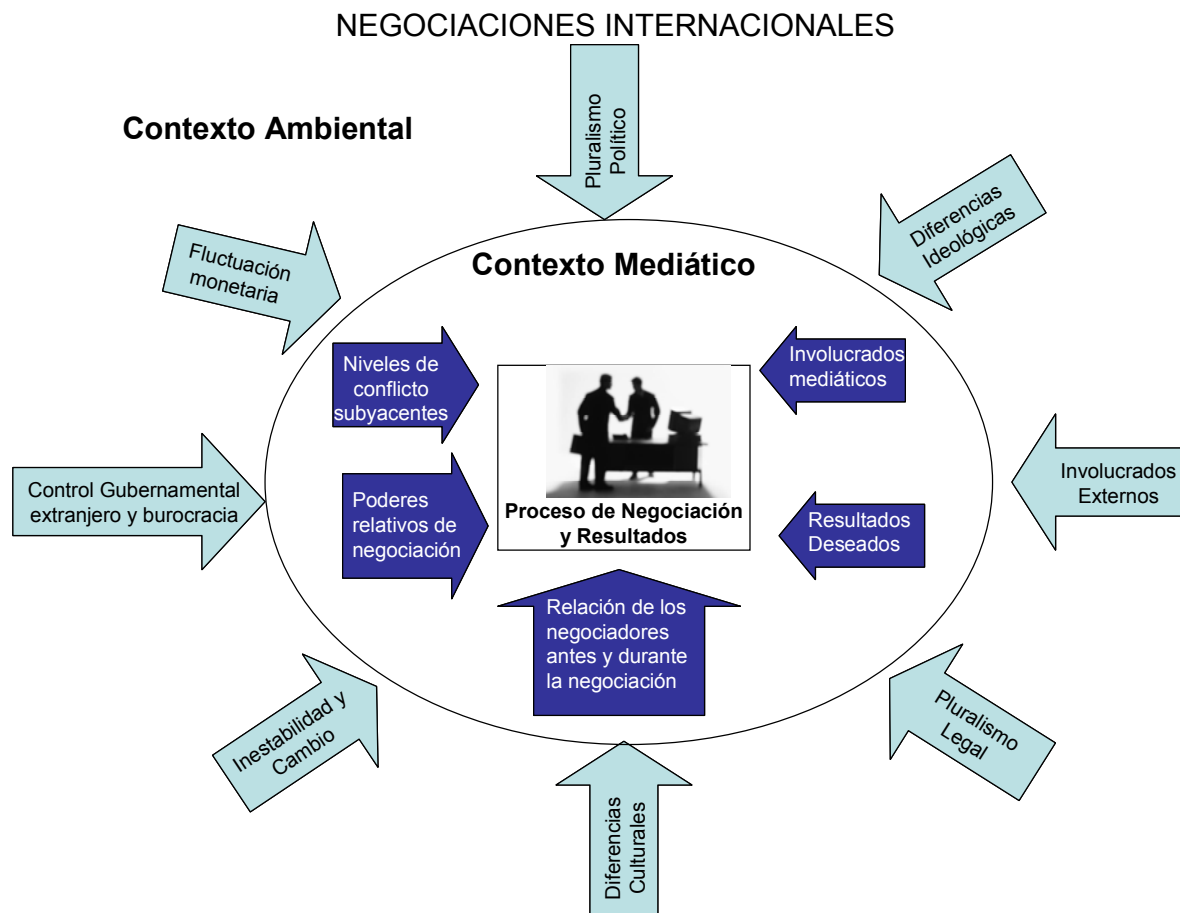 NEGOCIACIONES INTERNACIONALES
Contexto Ambiental
Pluralismo
Político
Diferencias
Ideológicas
Fluctuación
monetaria
Contexto Mediático
Niveles de
conflicto
subyacentes
Involucrados
mediáticos
Control Gubernamental
extranjero y burocracia
Poderes
relativos de
negociación
Proceso de Negociación
y Resultados
Resultados
Deseados
Involucrados
Externos
Relación de los
negociadores
antes y durante
la negociación
Inestabilidad y
Cambio
Pluralismo
Legal
Diferencias
Culturales